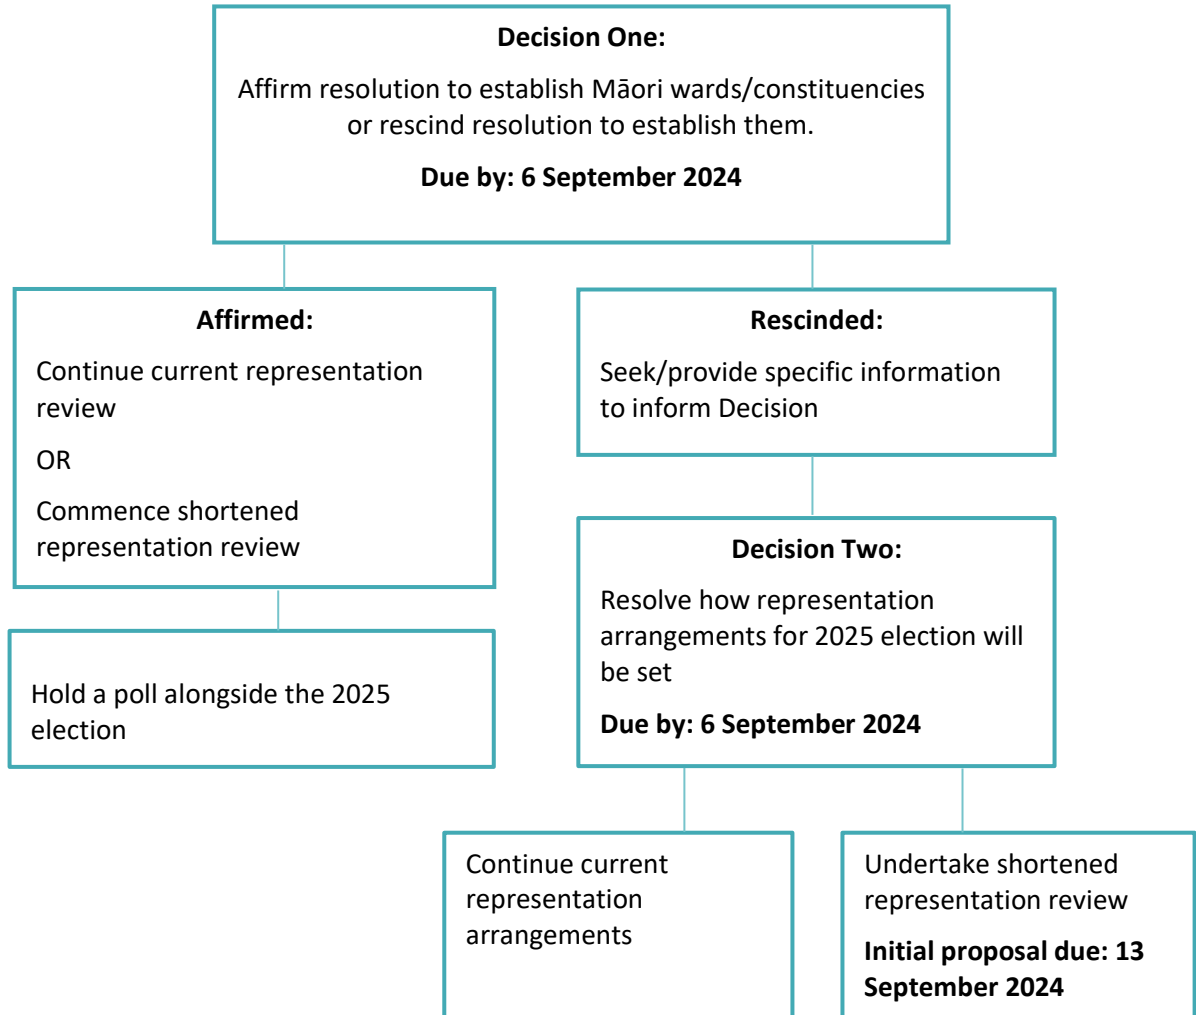 Decision One:
Affirm resolution to establish Māori wards/constituencies
or rescind resolution to establish them.
Due by: 6 September 2024
Affirmed:
Continue current representation
review
OR
Commence shortened
representation review
Rescinded:
Seek/provide specific information
to inform Decision
Hold a poll alongside the 2025
election
Decision Two:
Resolve how representation
arrangements for 2025 election will
be set
Due by: 6 September 2024
Continue current
representation
arrangements
Undertake shortened
representation review
Initial proposal due: 13
September 2024